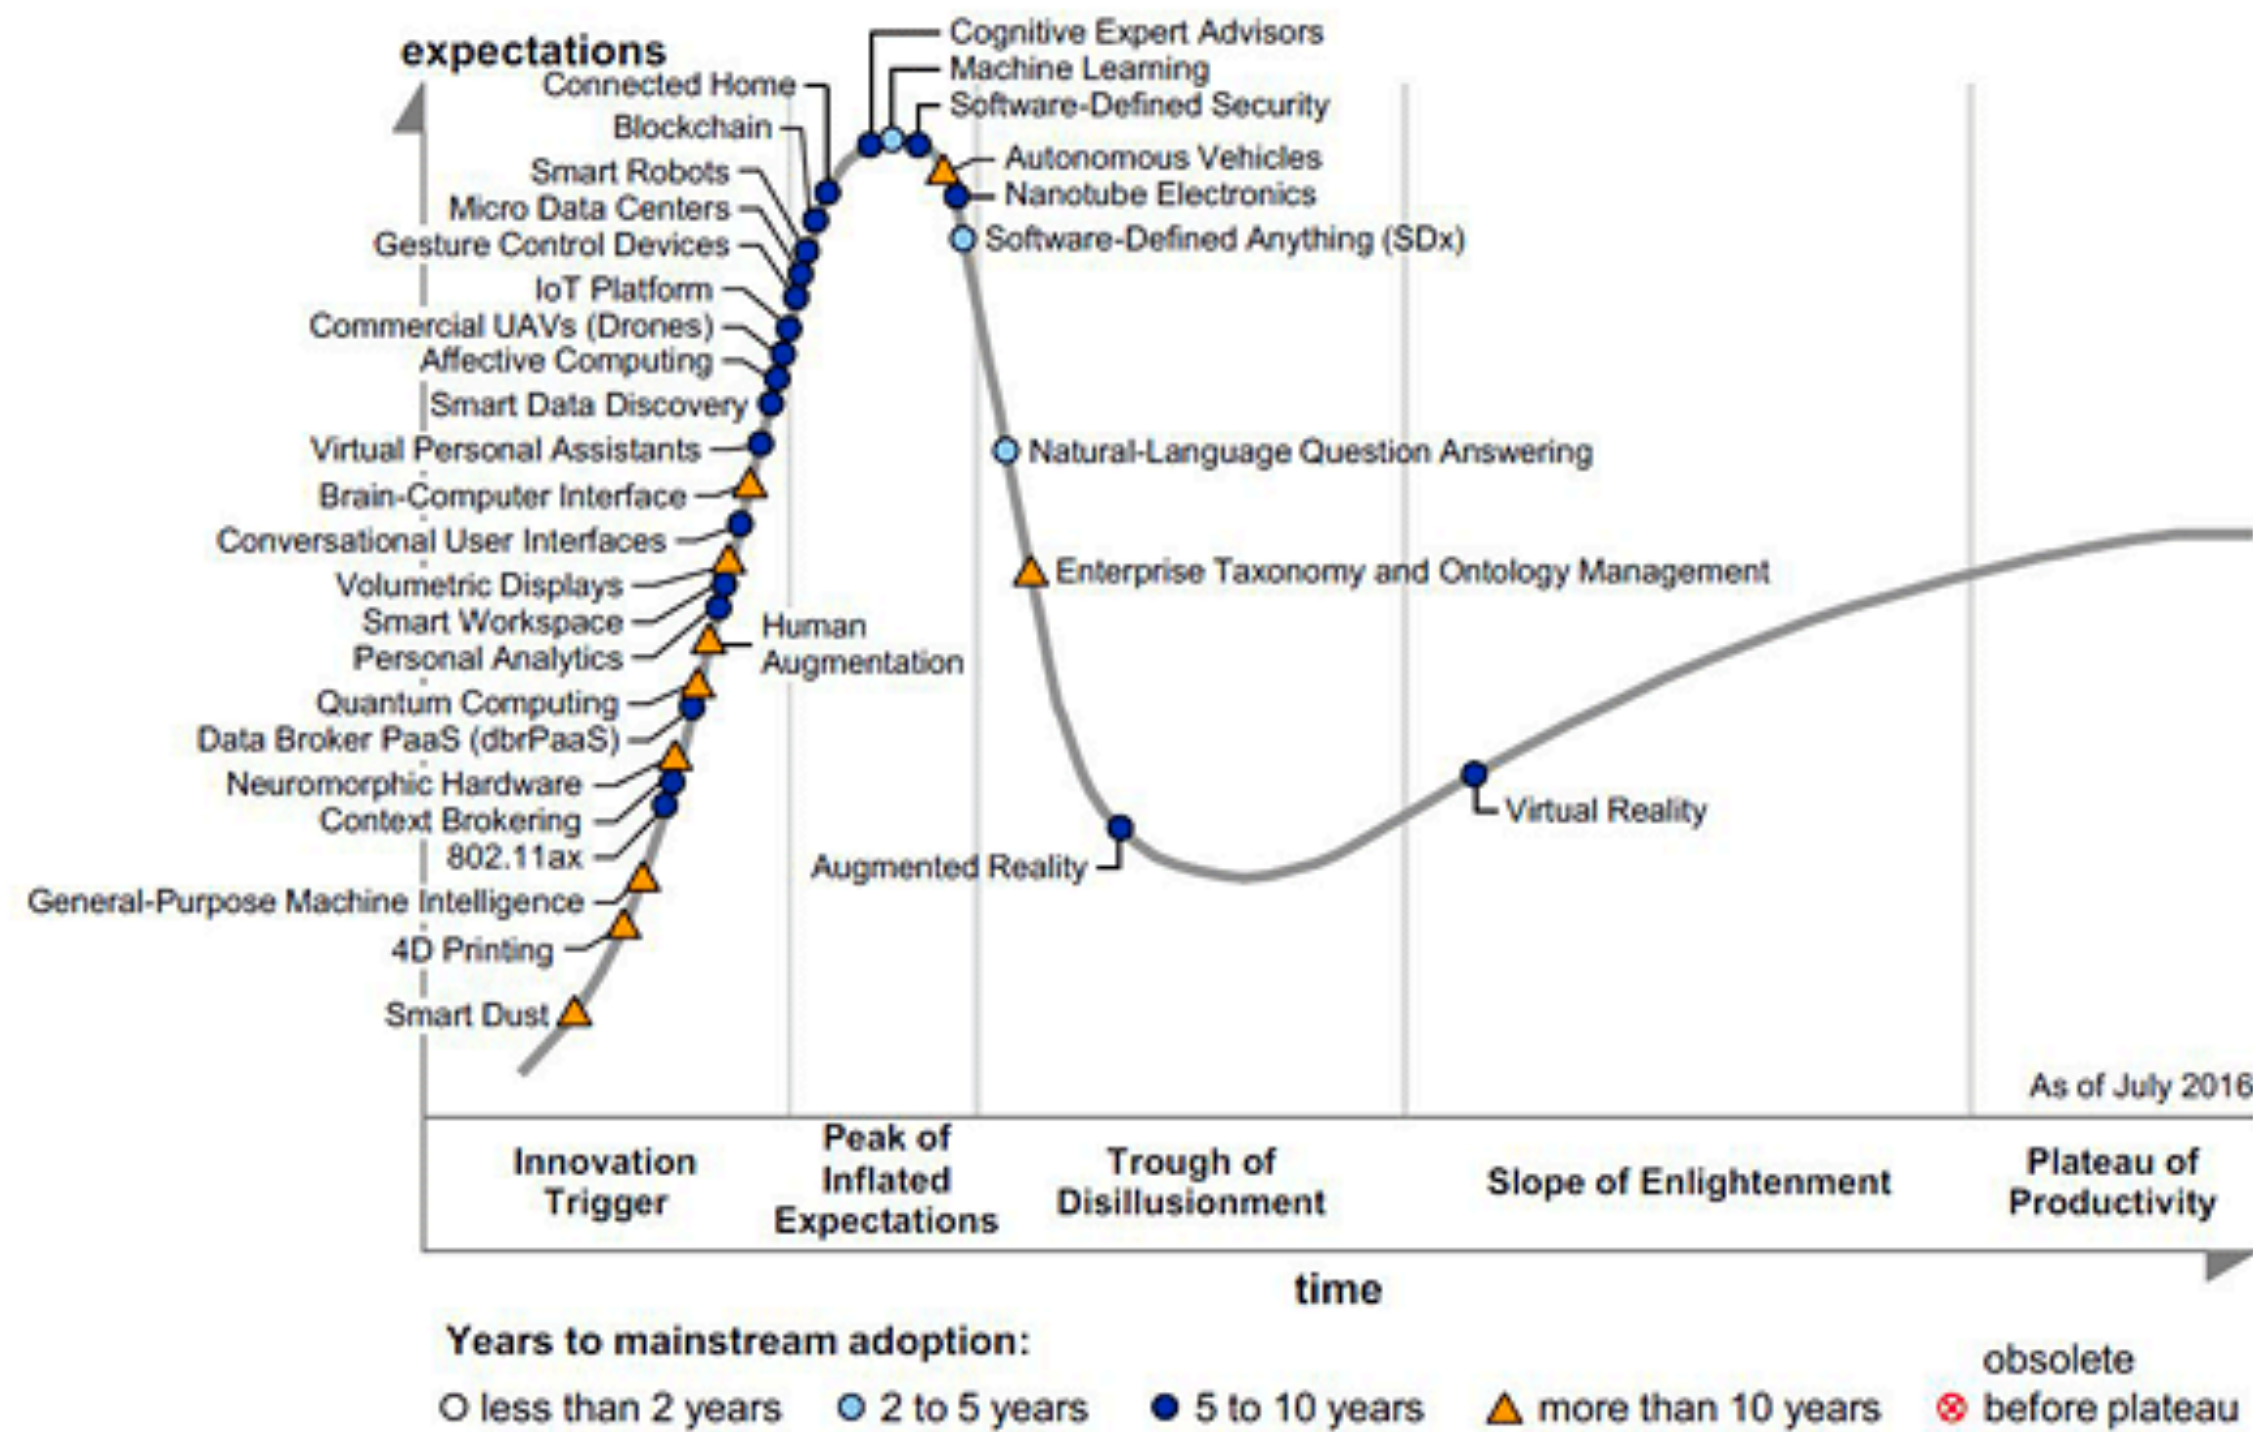 expectations
Cognitive Expert Advisors
Machine Learning
Software-Defined Security
Connected Home
Blockchain
Smart Robots
Micro Data Centers
Gesture Control Devices
IoT Platform
Commercial UAVs (Drones)
Affective Computing
Smart Data Discovery
Virtual Personal Assistants
Brain-Computer Interface
Conversational User Interfaces
Volumetric Displays
Smart Workspace
Personal Analytics
Quantum Computing
Data Broker PaaS (dbrPaaS)
Neuromorphic Hardware
Context Brokering
802.11ax
General-Purpose Machine Intelligence
4D Printing
Smart Dust
Human
Augmentation
Autonomous Vehicles
Nanotube Electronics
Software-Defined Anything (SDx)
Natural-Language Question Answering
Enterprise Taxonomy and Ontology Management
Augmented Reality
Virtual Reality
As of July 2016
Innovation
Trigger
Peak of
Inflated
Expectations
Trough of
Disillusionment
Slope of Enlightenment
Plateau of
Productivity
time
Years to mainstream adoption:
less than 2 years
2 to 5 years
5 to 10 years
more than 10 years
obsolete
before plateau